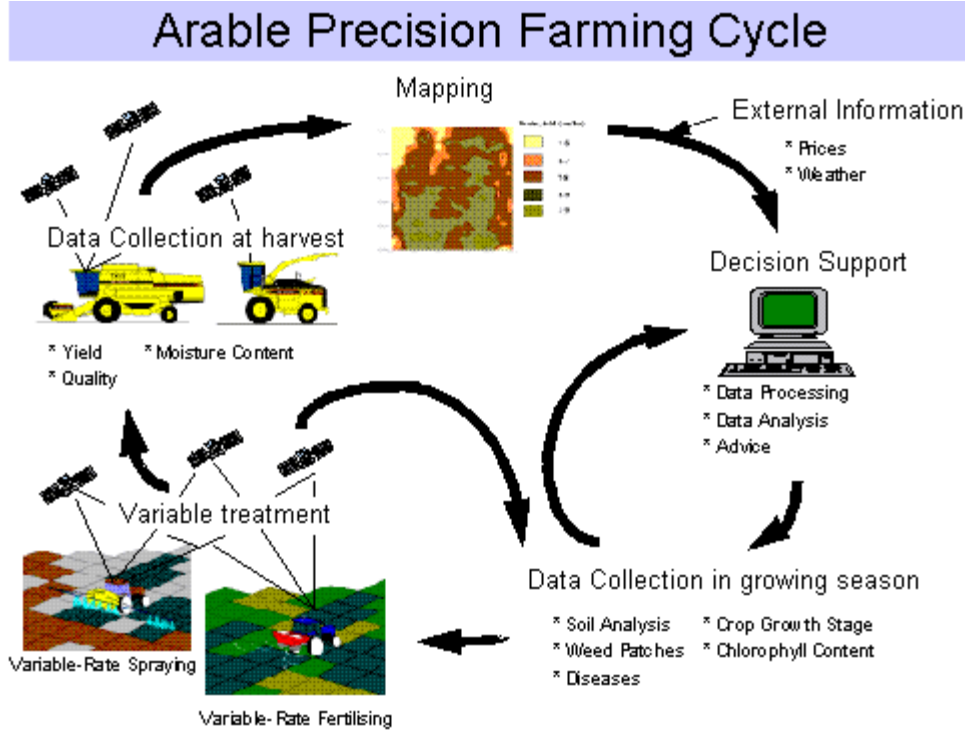 Arable Precision Farming Cycle
Mapping
External Information
* Prices
* Weather
Data Collection at harvest
* Yield
* Moisture Content
* Quality
Decision Support
* Data Processing
* Data Analysis
* Advice
Variable treatment
Variable-Rate Spraying
Variable-Rate Fertilising
Data Collection in growing season
* Soil Analysis
* Crop Growth Stage
* Weed Patches
* Chlorophyll Content
* Diseases